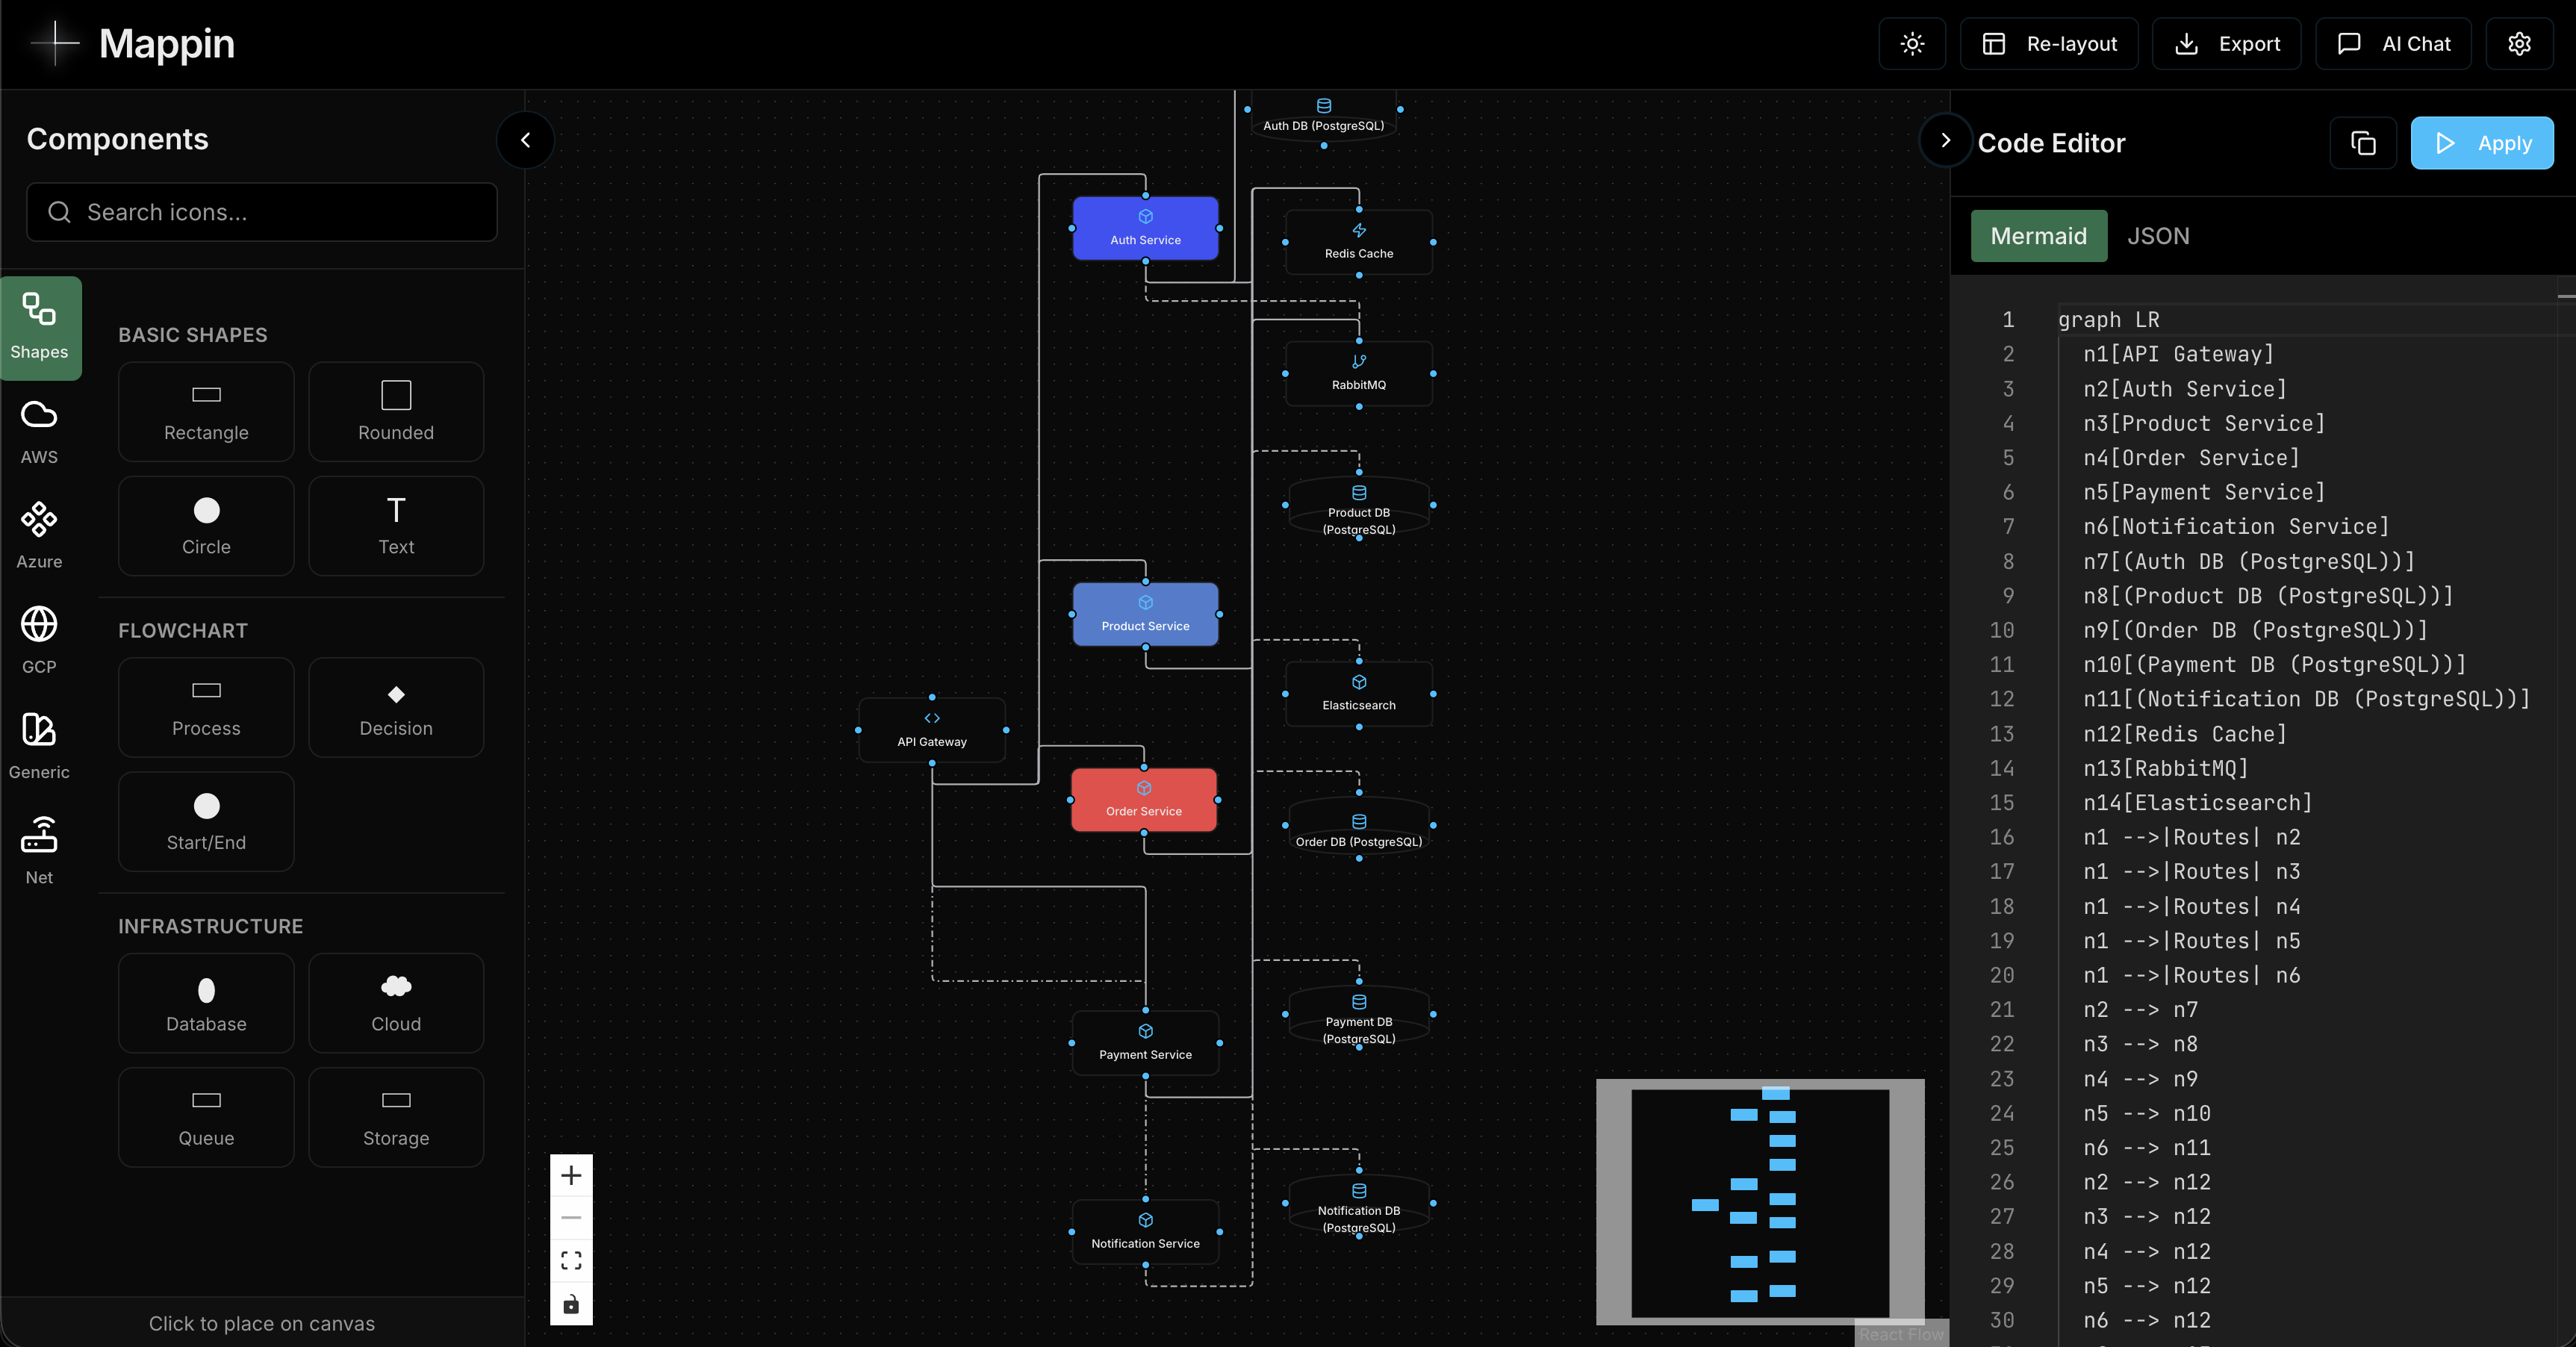 Mappin
Re-layout
Export
AI Chat
Components
Search icons...
Shapes
AWS
Azure
GCP
Generic
Net
BASIC SHAPES
Rectangle
Rounded
Circle
Text
FLOWCHART
Process
Decision
Start/End
INFRASTRUCTURE
Database
Cloud
Queue
Storage
Click to place on canvas
Auth DB (PostgreSQL)
Auth Service
Redis Cache
RabbitMQ
Product DB
(PostgreSQL)
Product Service
Elasticsearch
API Gateway
Order Service
Order DB (PostgreSQL)
Payment DB
(PostgreSQL)
Payment Service
Notification DB
(PostgreSQL)
Notification Service
React Flow
Code Editor
Apply
Mermaid
JSON
1 graph LR
2 n1[API Gateway]
3 n2[Auth Service]
4 n3[Product Service]
5 n4[Order Service]
6 n5[Payment Service]
7 n6[Notification Service]
8 n7[(Auth DB (PostgreSQL))]
9 n8[(Product DB (PostgreSQL))]
10 n9[(Order DB (PostgreSQL))]
11 n10[(Payment DB (PostgreSQL))]
12 n11[(Notification DB (PostgreSQL))]
13 n12[Redis Cache]
14 n13[RabbitMQ]
15 n14[Elasticsearch]
16 n1 -->|Routes| n2
17 n1 -->|Routes| n3
18 n1 -->|Routes| n4
19 n1 -->|Routes| n5
20 n1 -->|Routes| n6
21 n2 --> n7
22 n3 --> n8
23 n4 --> n9
24 n5 --> n10
25 n6 --> n11
26 n2 --> n12
27 n3 --> n12
28 n4 --> n12
29 n5 --> n12
30 n6 --> n12